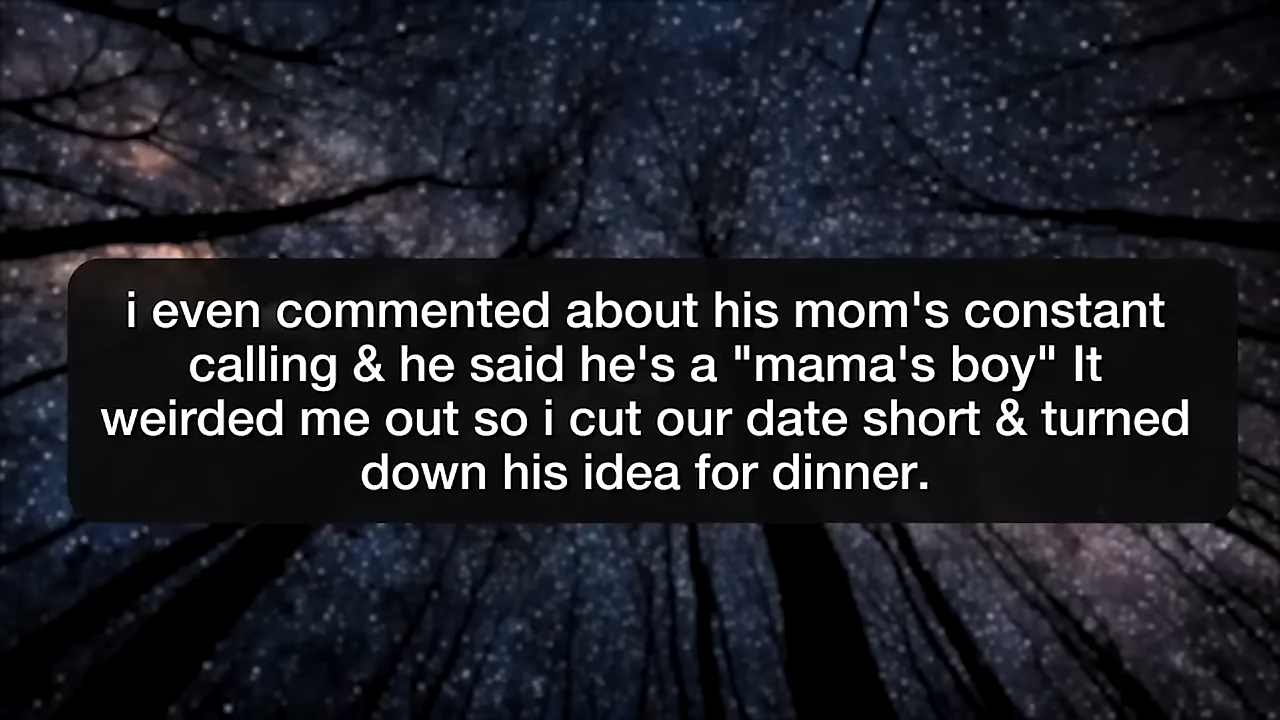 i even commented about his mom's constant
calling & he said he's a "mama's boy" It
weirded me out so i cut our date short & turned
down his idea for dinner.